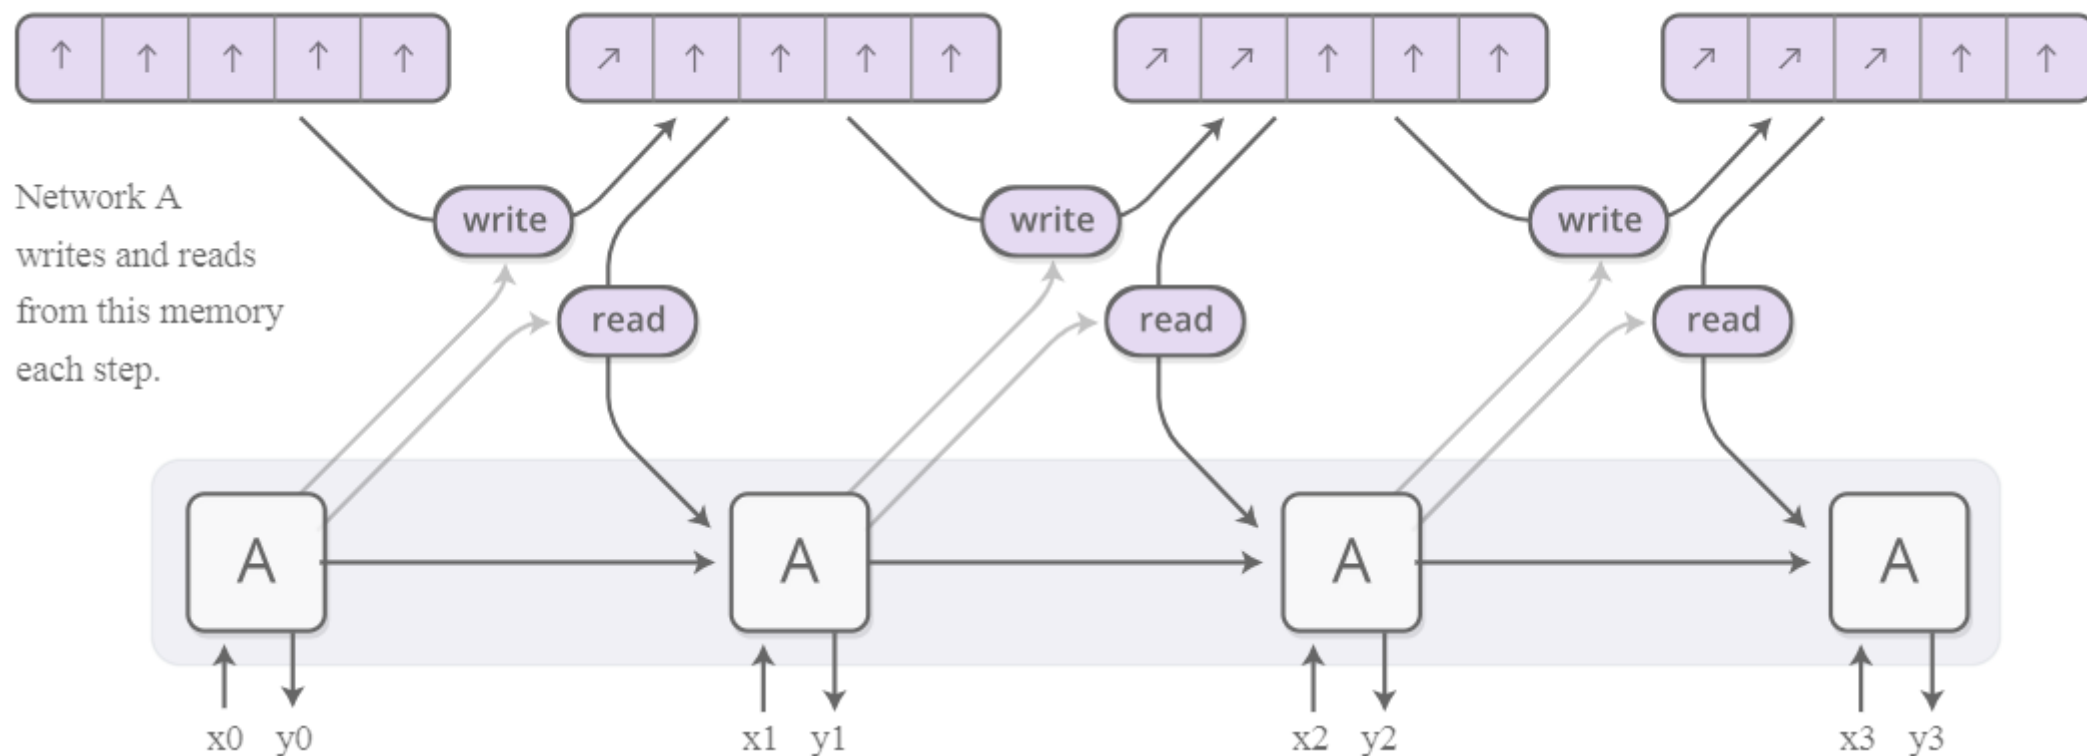 Network A
writes and reads
from this memory
each step.
write
write
write
read
read
read
A
A
A
A
x0 y0
x1 y1
x2 y2
x3 y3